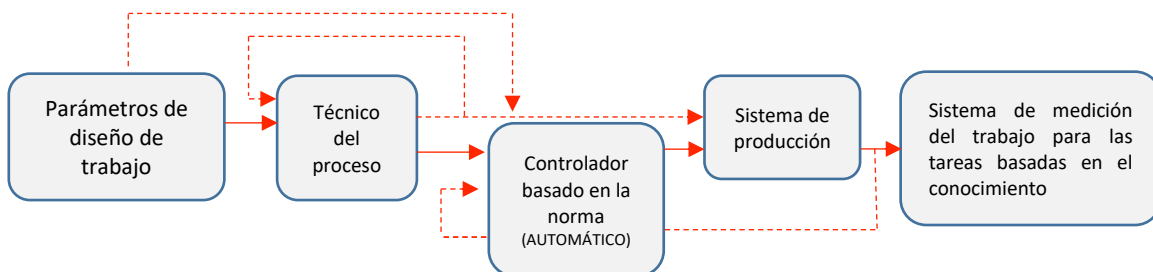 Parámetros de
diseño de
trabajo
Técnico
del
proceso
Controlador
basado en la
norma
(AUTOMÁTICO)
Sistema de
producción
Sistema de medición
del trabajo para las
tareas basadas en el
conocimiento